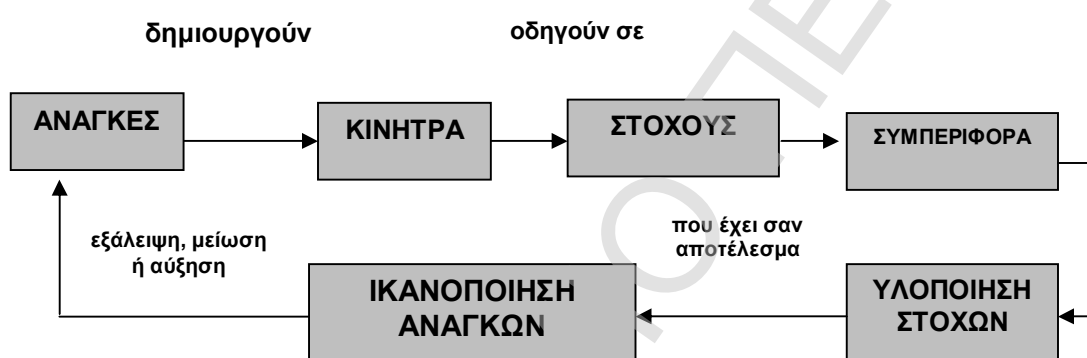 δημιουργούν
οδηγούν σε
ΑΝΑΓΚΕΣ
ΚΙΝΗΤΡΑ
ΣΤΟΧΟΥΣ
ΣΥΜΠΕΡΙΦΟΡΑ
εξάλειψη, μείωση
ή αύξηση
που έχει σαν
αποτέλεσμα
ΙΚΑΝΟΠΟΙΗΣΗ
ΑΝΑΓΚΩΝ
ΥΛΟΠΟΙΗΣΗ
ΣΤΟΧΩΝ